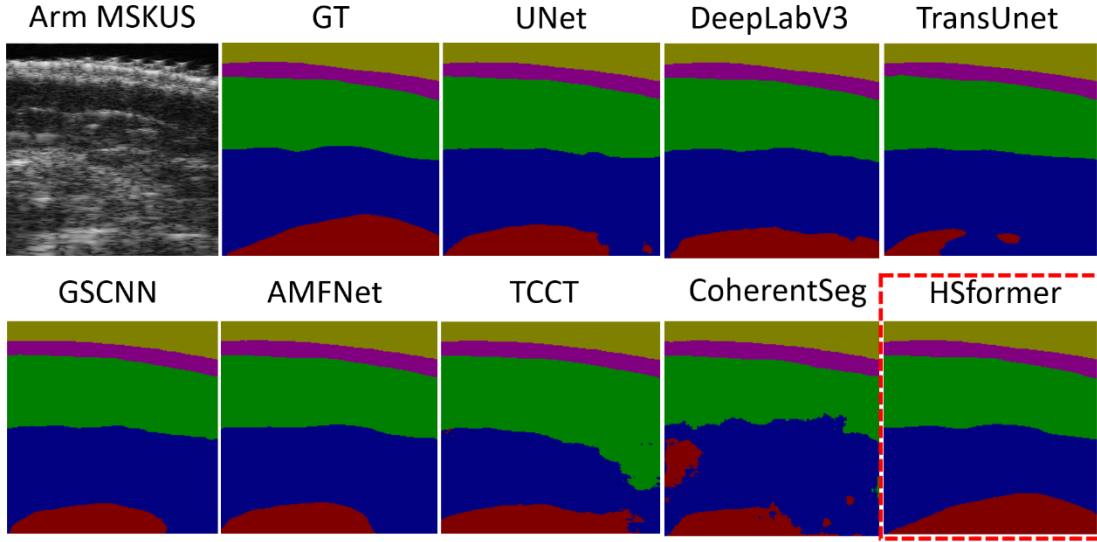 Arm MSKUS GT UNet DeepLabV3 TransUnet
GSCNN AMFNet TCCT CoherentSeg HSformer